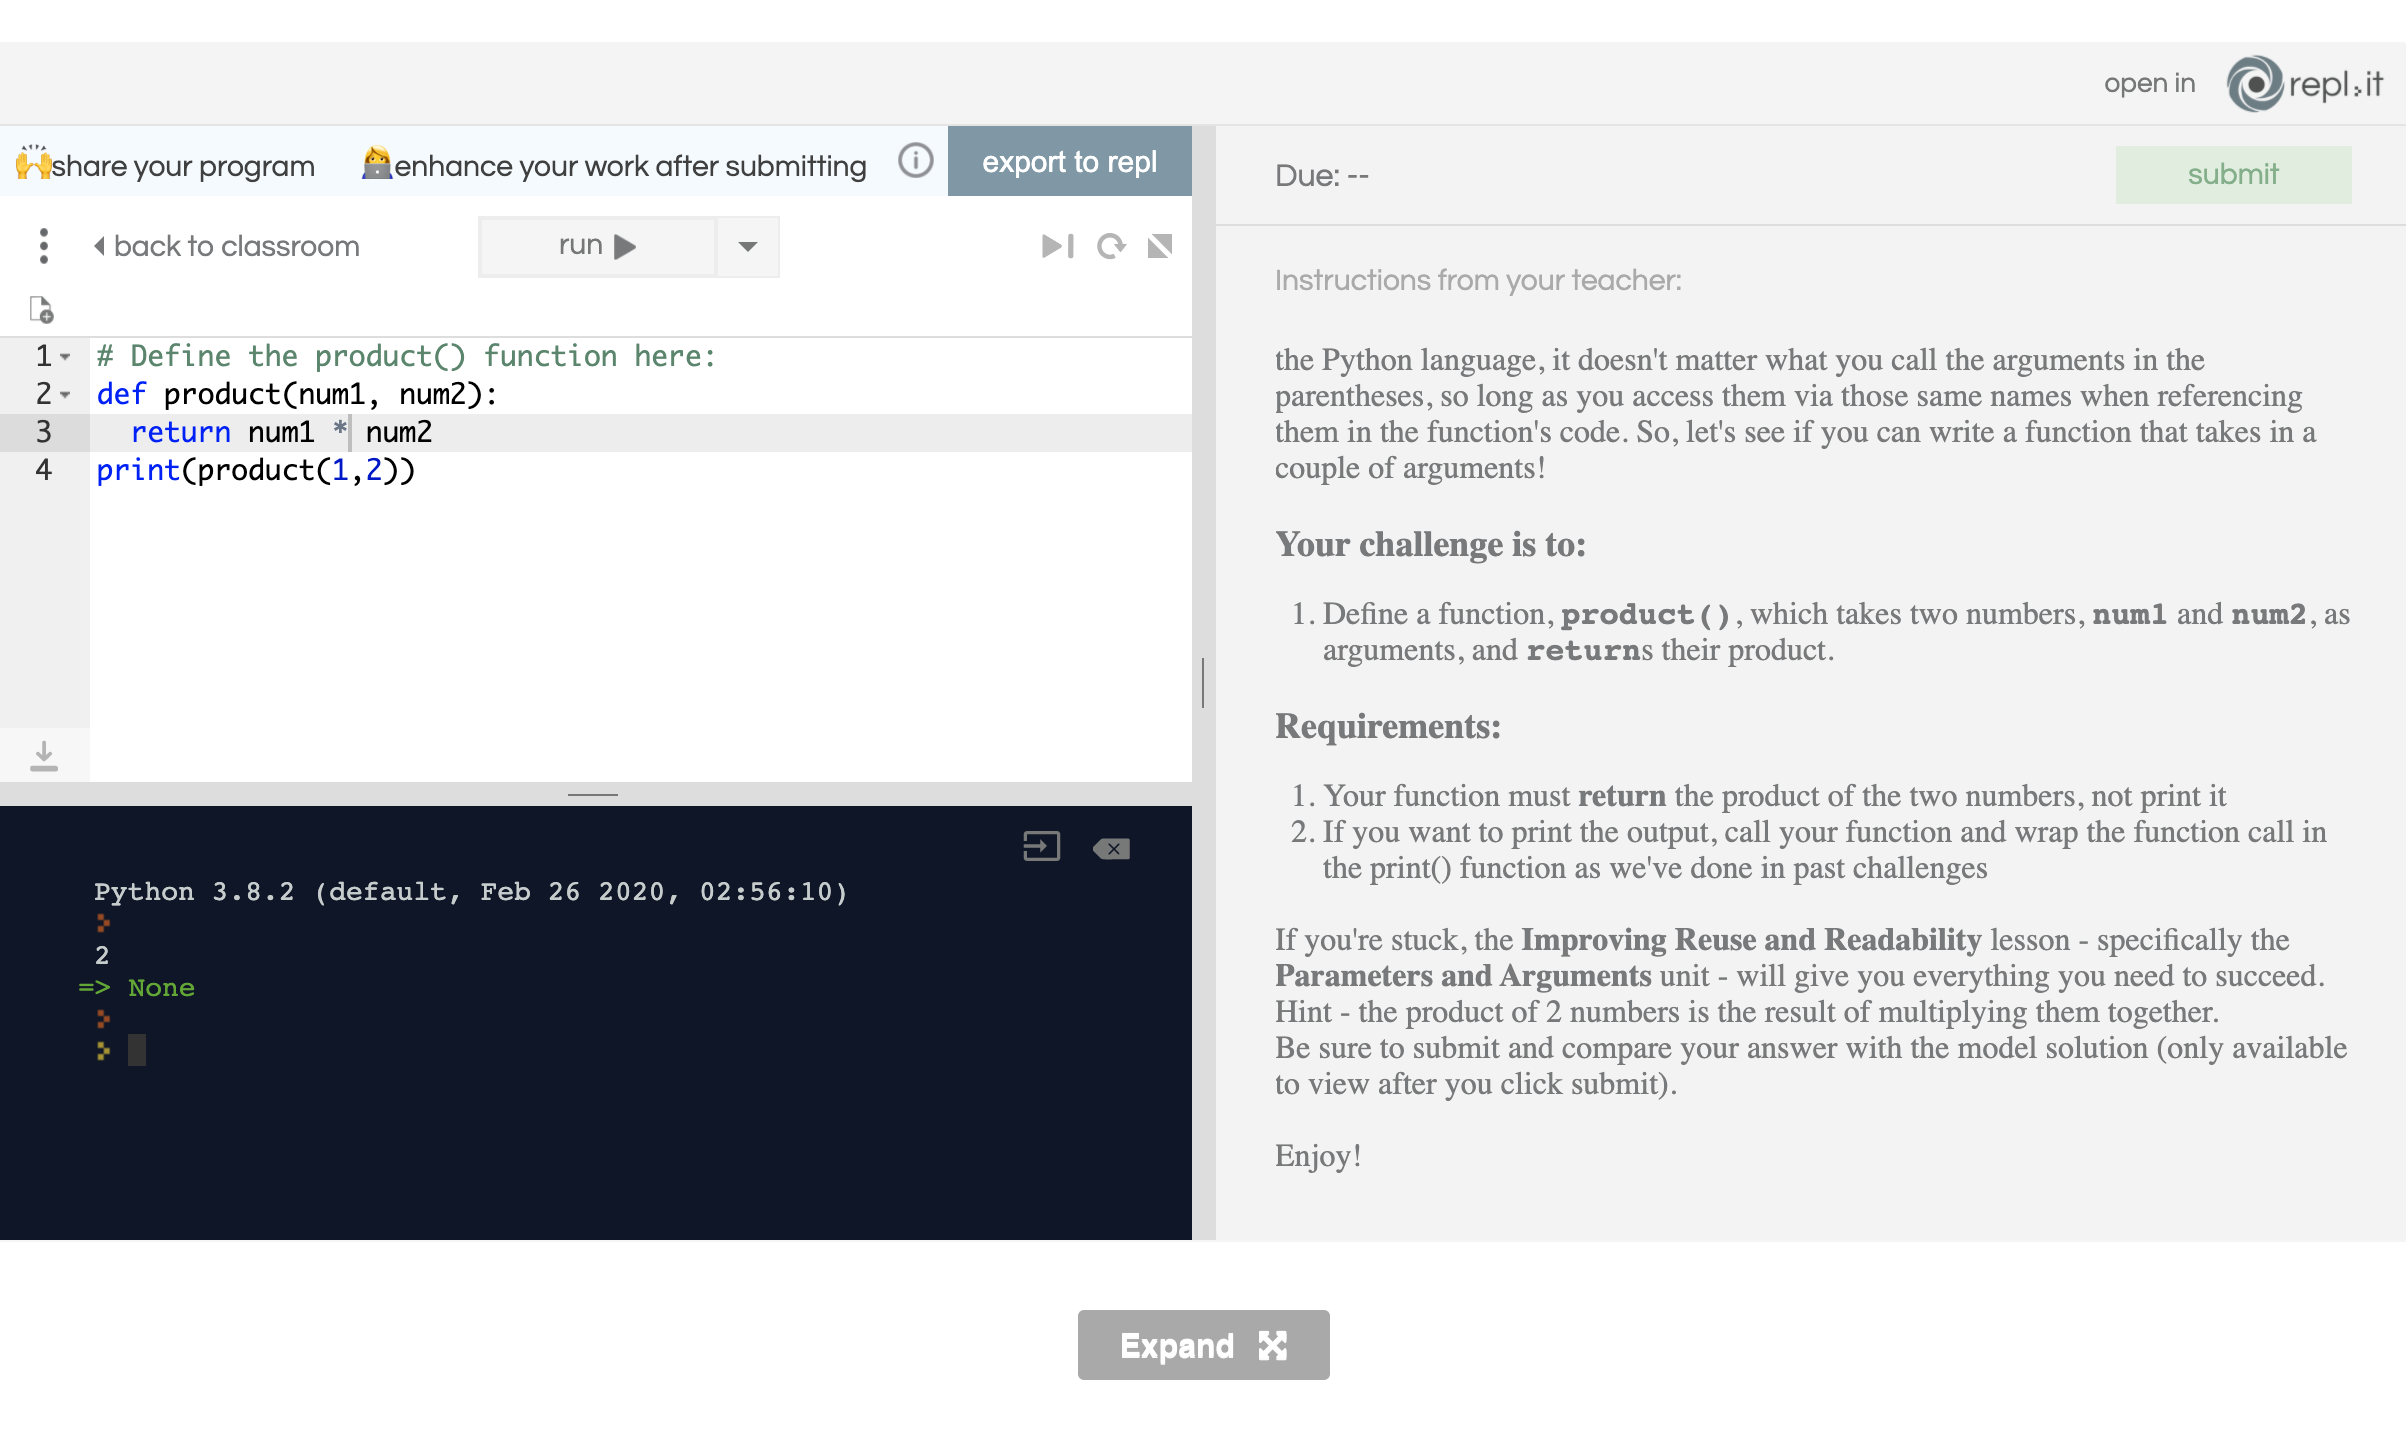 open in repl.it
share your program enhance your work after submitting export to repl
Due: --
submit
back to classroom
run
Instructions from your teacher:
1 # Define the product() function here:
2 def product(num1, num2):
3   return num1 * num2
4 print(product(1,2))
the Python language, it doesn't matter what you call the arguments in the
parentheses, so long as you access them via those same names when referencing
them in the function's code. So, let's see if you can write a function that takes in a
couple of arguments!
Your challenge is to:
1. Define a function, product(), which takes two numbers, num1 and num2, as
arguments, and returns their product.
Requirements:
1. Your function must return the product of the two numbers, not print it
2. If you want to print the output, call your function and wrap the function call in
the print() function as we've done in past challenges
If you're stuck, the Improving Reuse and Readability lesson - specifically the
Parameters and Arguments unit - will give you everything you need to succeed.
Hint - the product of 2 numbers is the result of multiplying them together.
Be sure to submit and compare your answer with the model solution (only available
to view after you click submit).
Enjoy!
Python 3.8.2 (default, Feb 26 2020, 02:56:10)
2
=> None
Expand